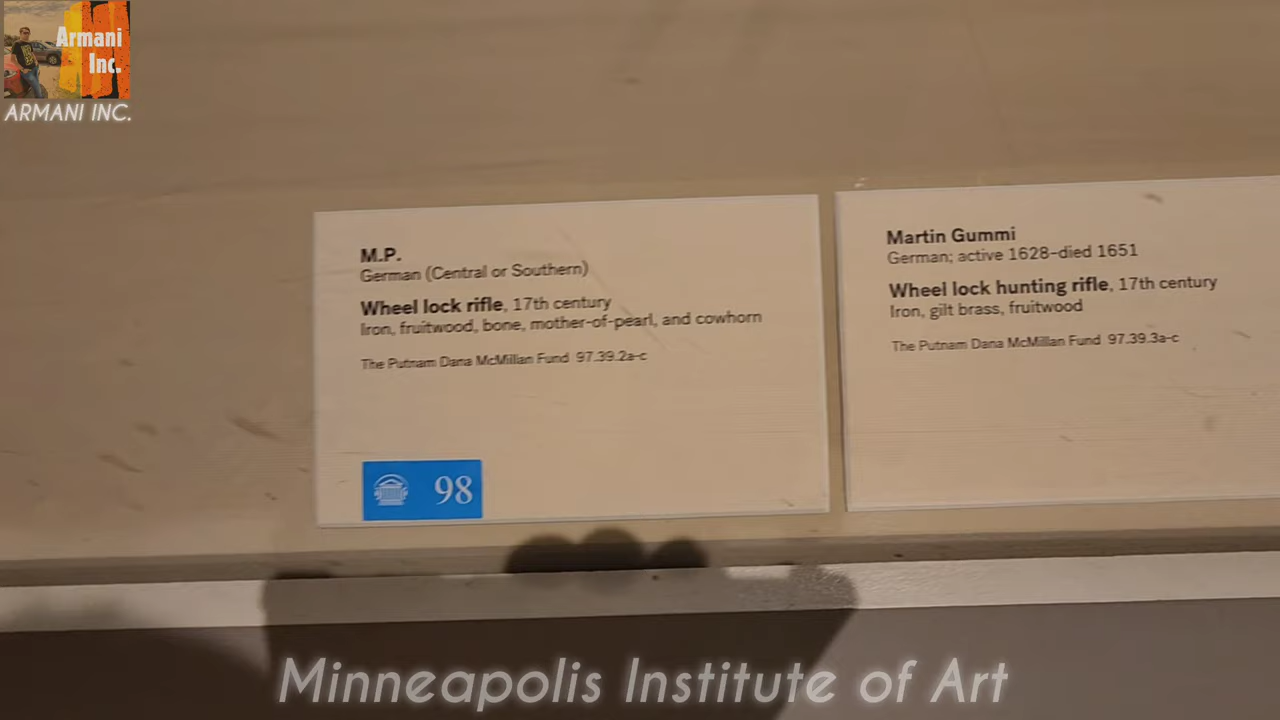 Armani
Inc.
ARMANI INC.
M.P.
German (Central or Southern)
Wheel lock rifle, 17th century
Iron, fruitwood, bone, mother-of-pearl, and cowhorn
The Putnam Dana McMillan Fund 97.39.2a-c
98
Martin Gummi
German; active 1628–died 1651
Wheel lock hunting rifle, 17th century
Iron, gilt brass, fruitwood
The Putnam Dana McMillan Fund 97.39.3a-c
Minneapolis Institute of Art